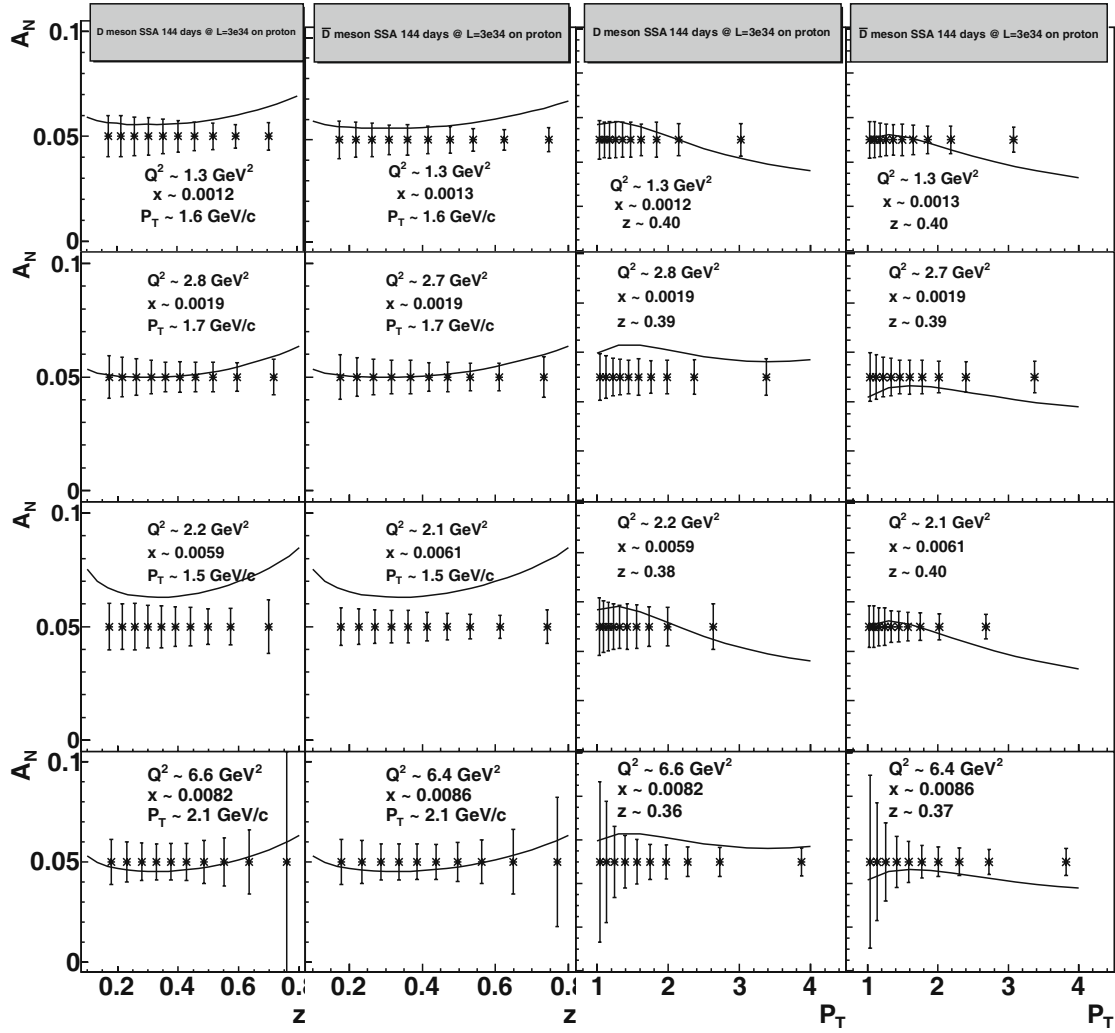 D meson SSA 144 days @ L=3e34 on proton
D̅ meson SSA 144 days @ L=3e34 on proton
D meson SSA 144 days @ L=3e34 on proton
D̅ meson SSA 144 days @ L=3e34 on proton
A_N
0.1
0.05
0
Q² ~ 1.3 GeV²
x ~ 0.0012
P_T ~ 1.6 GeV/c
Q² ~ 1.3 GeV²
x ~ 0.0013
P_T ~ 1.6 GeV/c
Q² ~ 1.3 GeV²
x ~ 0.0012
z ~ 0.40
Q² ~ 1.3 GeV²
x ~ 0.0013
z ~ 0.40
A_N
0.1
0.05
0
Q² ~ 2.8 GeV²
x ~ 0.0019
P_T ~ 1.7 GeV/c
Q² ~ 2.7 GeV²
x ~ 0.0019
P_T ~ 1.7 GeV/c
Q² ~ 2.8 GeV²
x ~ 0.0019
z ~ 0.39
Q² ~ 2.7 GeV²
x ~ 0.0019
z ~ 0.39
A_N
0.1
0.05
0
Q² ~ 2.2 GeV²
x ~ 0.0059
P_T ~ 1.5 GeV/c
Q² ~ 2.1 GeV²
x ~ 0.0061
P_T ~ 1.5 GeV/c
Q² ~ 2.2 GeV²
x ~ 0.0059
z ~ 0.38
Q² ~ 2.1 GeV²
x ~ 0.0061
z ~ 0.40
A_N
0.1
0.05
0
Q² ~ 6.6 GeV²
x ~ 0.0082
P_T ~ 2.1 GeV/c
Q² ~ 6.4 GeV²
x ~ 0.0086
P_T ~ 2.1 GeV/c
Q² ~ 6.6 GeV²
x ~ 0.0082
z ~ 0.36
Q² ~ 6.4 GeV²
x ~ 0.0086
z ~ 0.37
0.2 0.4 0.6
0.2 0.4 0.6 0.8
1 2 3 4
1 2 3 4
z
z
P_T
P_T